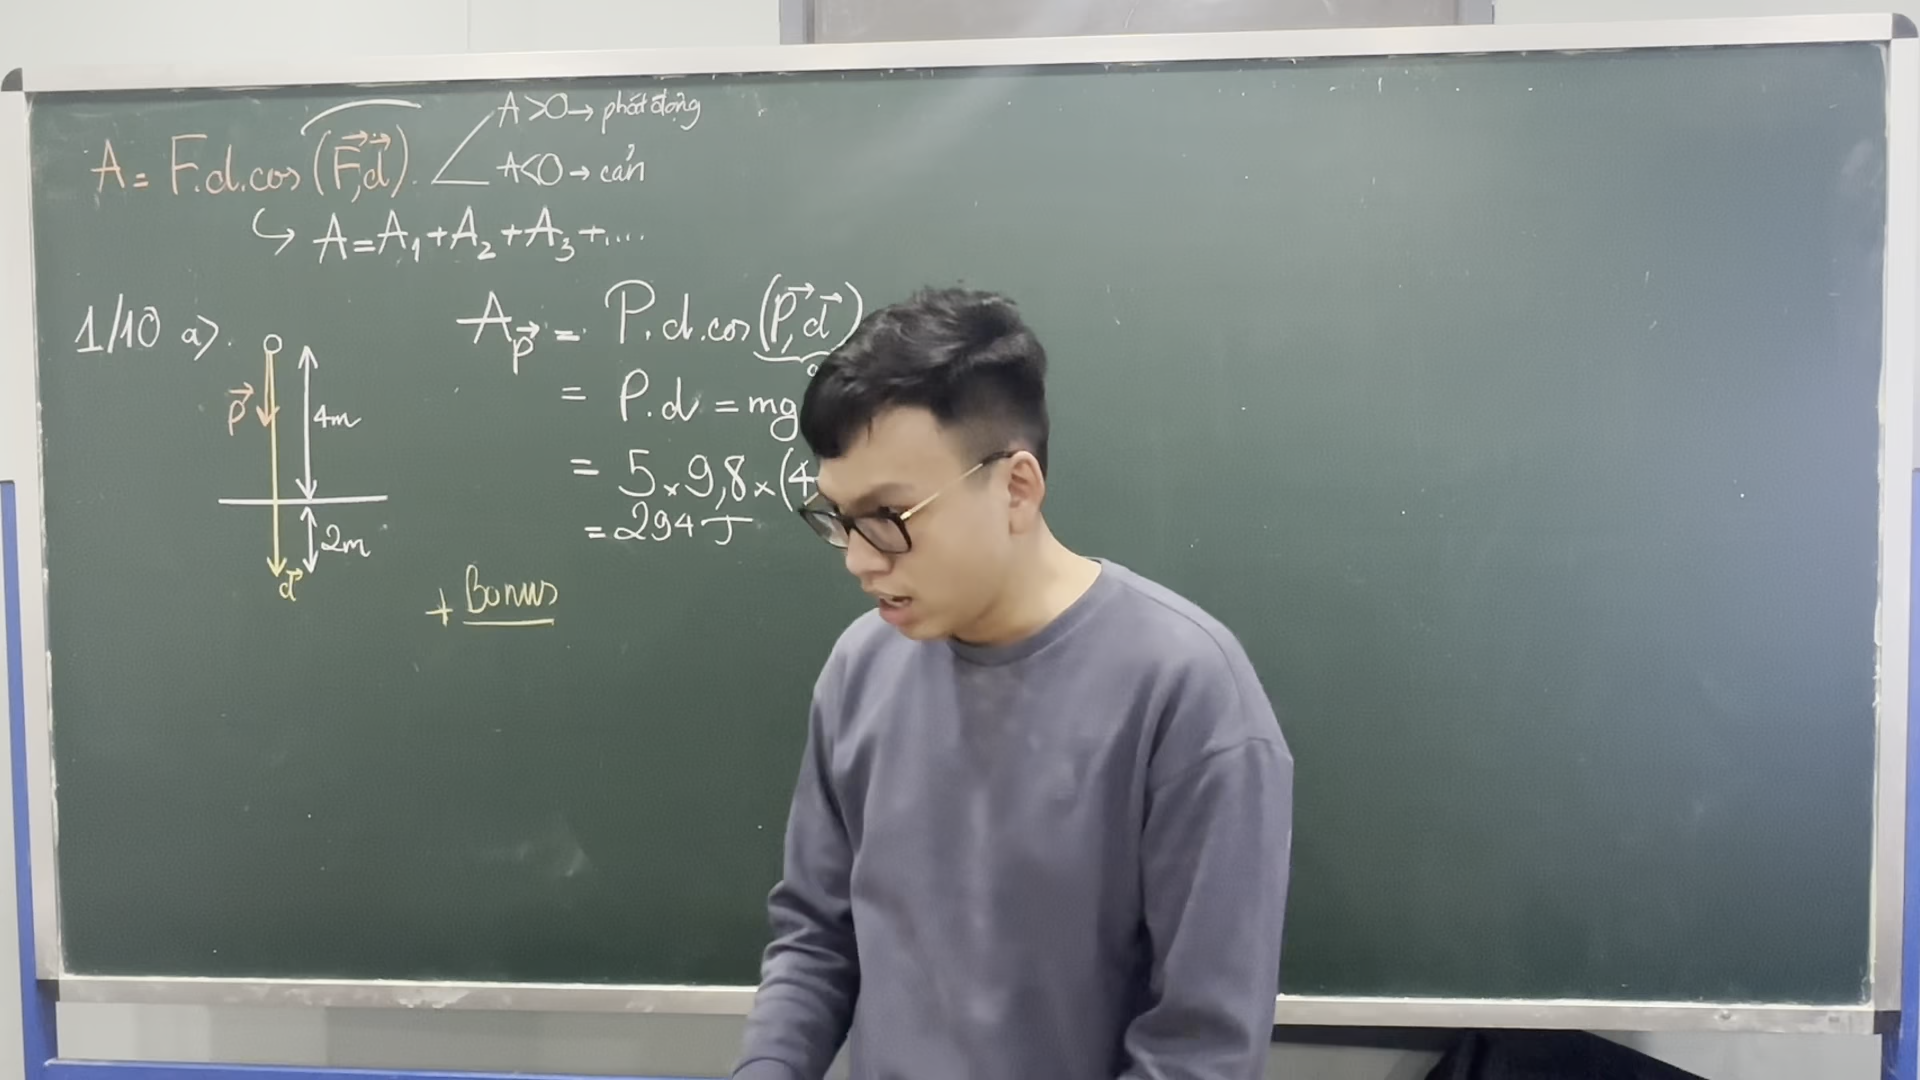 A = F.d.cos (F⃗,d⃗)
A>0 → phát động
A<0 → cản
↪ A = A₁ + A₂ + A₃ + ....
1/10 a>.
P⃗
4m
2m
d⃗
A_P⃗ = P.d.cos (P⃗,d⃗)
= P.d = mg
= 5 × 9,8 × (4
= 294 J
+ Bonus